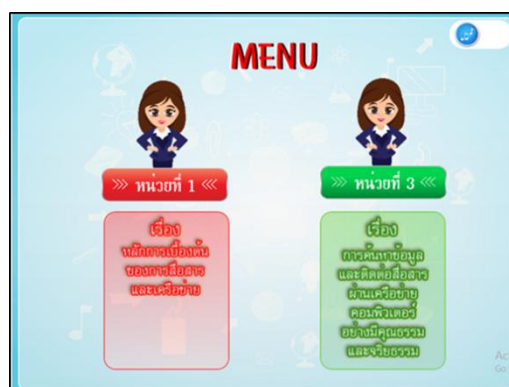 MENU
หน่วยที่ 1
เรื่อง
หลักการเบื้องต้น
ของการสื่อสาร
และเครือข่าย
หน่วยที่ 3
เรื่อง
การค้นหาข้อมูล
และติดต่อสื่อสาร
ผ่านเครือข่าย
คอมพิวเตอร์
อย่างมีคุณธรรม
และจริยธรรม